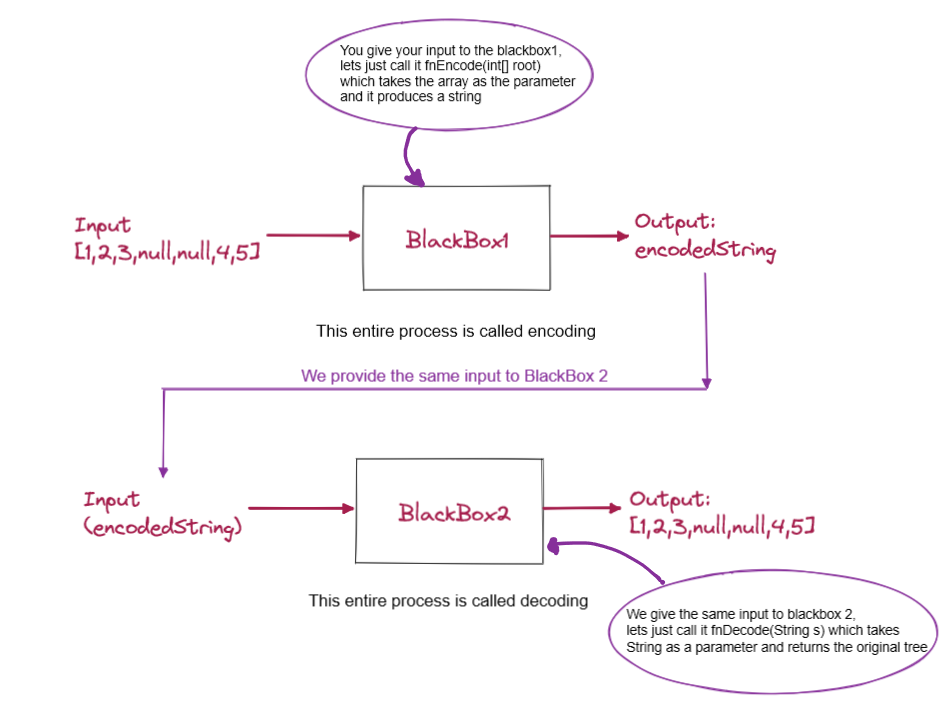 You give your input to the blackbox1,
lets just call it fnEncode(int[] root)
which takes the array as the parameter
and it produces a string
Input
[1,2,3,null,null,4,5]
BlackBox1
Output:
encodedString
This entire process is called encoding
We provide the same input to BlackBox 2
Input
(encodedString)
BlackBox2
Output:
[1,2,3,null,null,4,5]
This entire process is called decoding
We give the same input to blackbox 2,
lets just call it fnDecode(String s) which takes
String as a parameter and returns the original tree